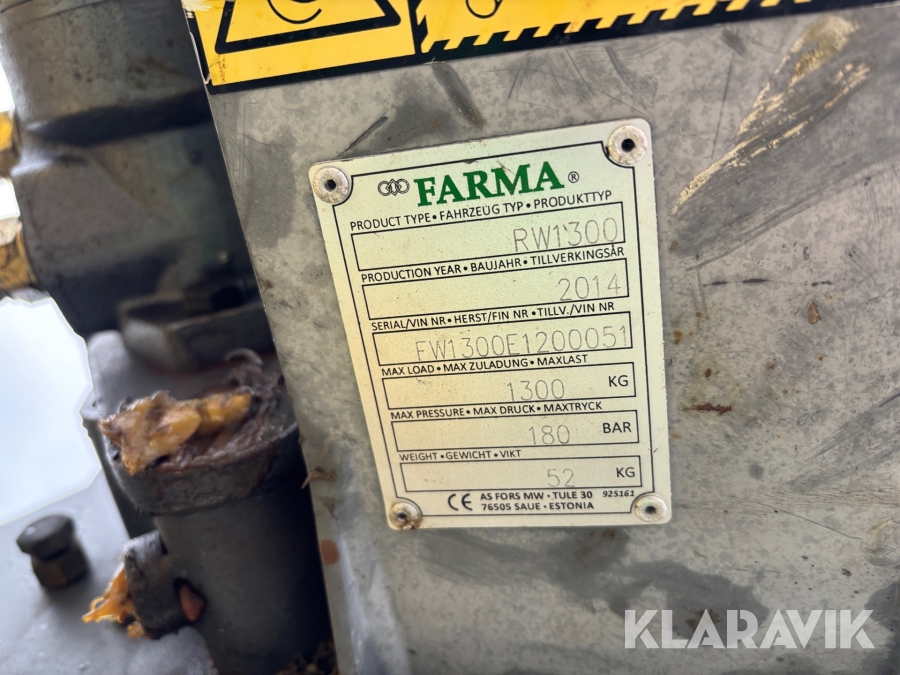 FARMA®
PRODUCT TYPE • FAHRZEUG TYP • PRODUKTTYP
RW1300
PRODUCTION YEAR • BAUJAHR • TILLVERKINGSÅR
2014
SERIAL/VIN NR • HERST/FIN NR • TILLV./VIN NR
FW1300E1200051
MAX LOAD • MAX ZULADUNG • MAXLAST
1300 KG
MAX PRESSURE • MAX DRUCK • MAXTRYCK
180 BAR
WEIGHT • GEWICHT • VIKT
52 KG
CE AS FORS MW • TULE 30 925161
76505 SAUE • ESTONIA
KLARAVIK